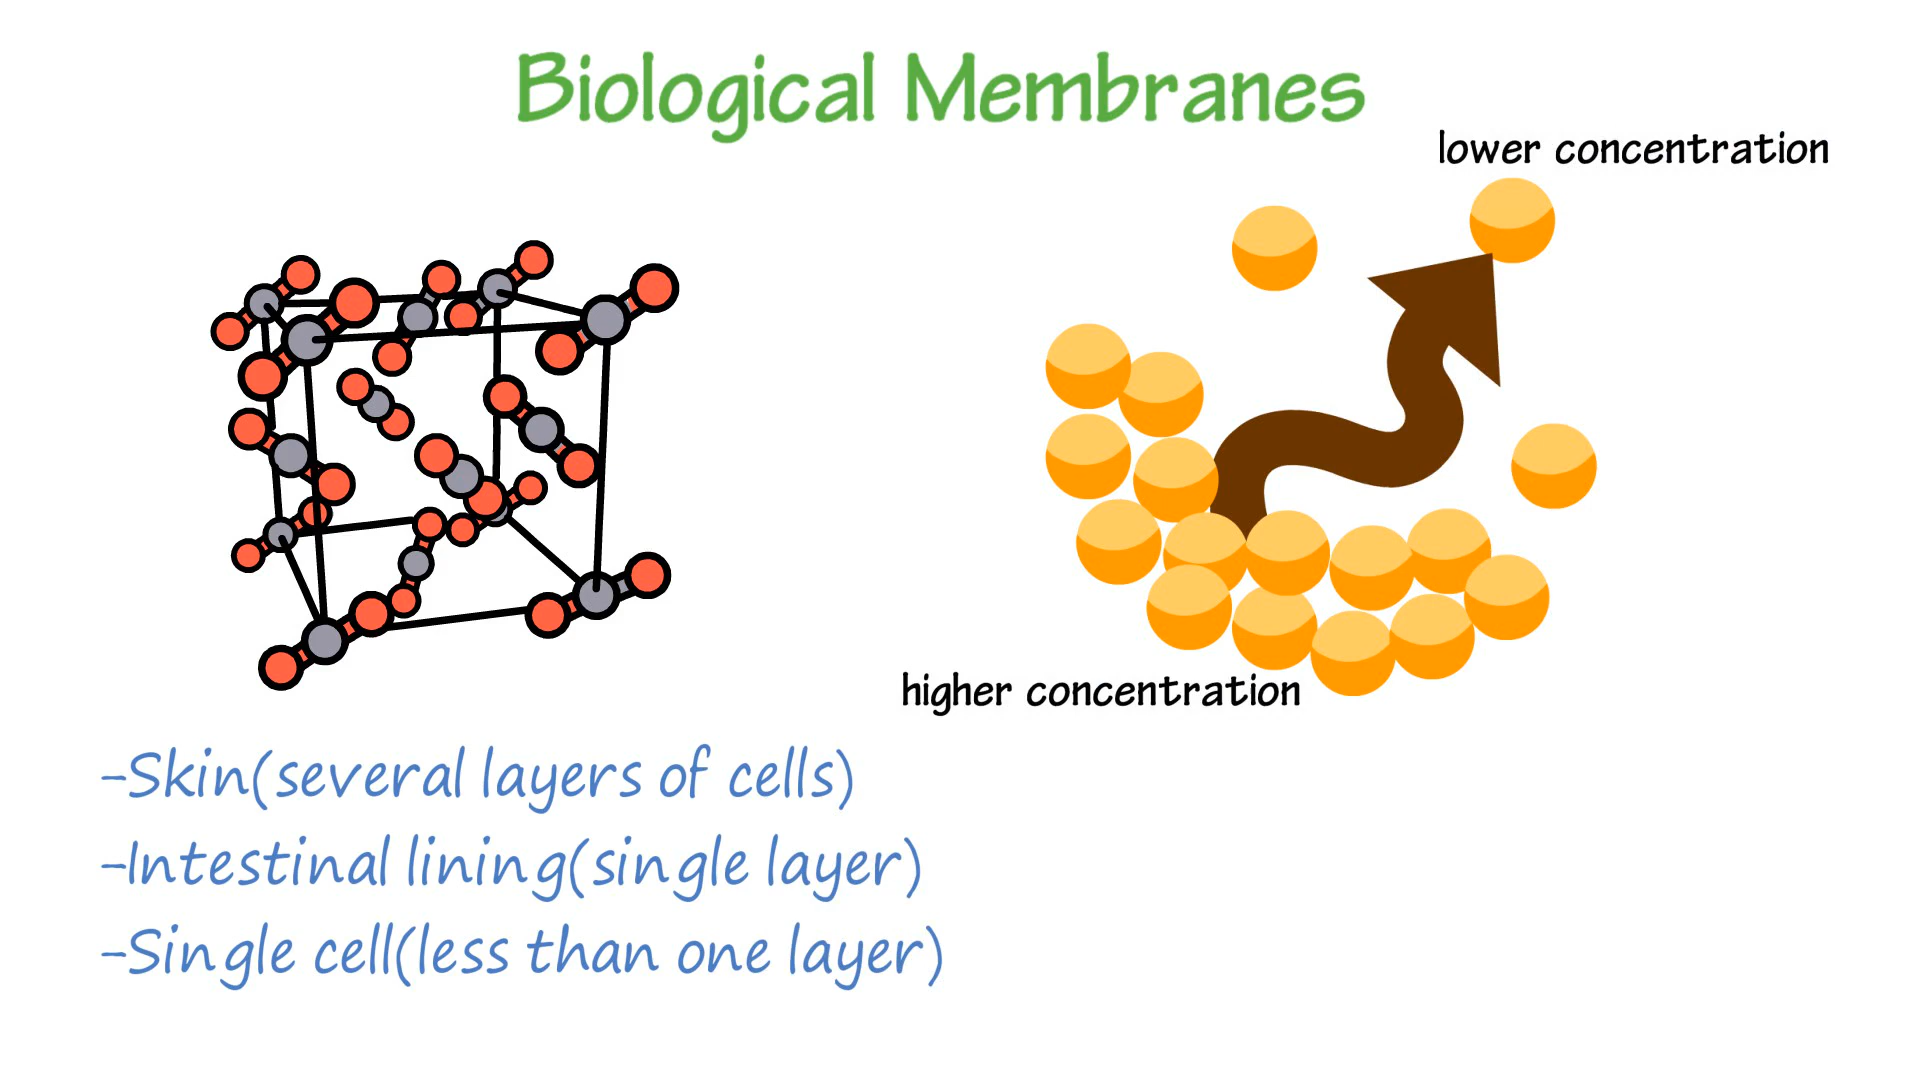 Biological Membranes
lower concentration
higher concentration
-Skin(several layers of cells)
-Intestinal lining(single layer)
-Single cell(less than one layer)